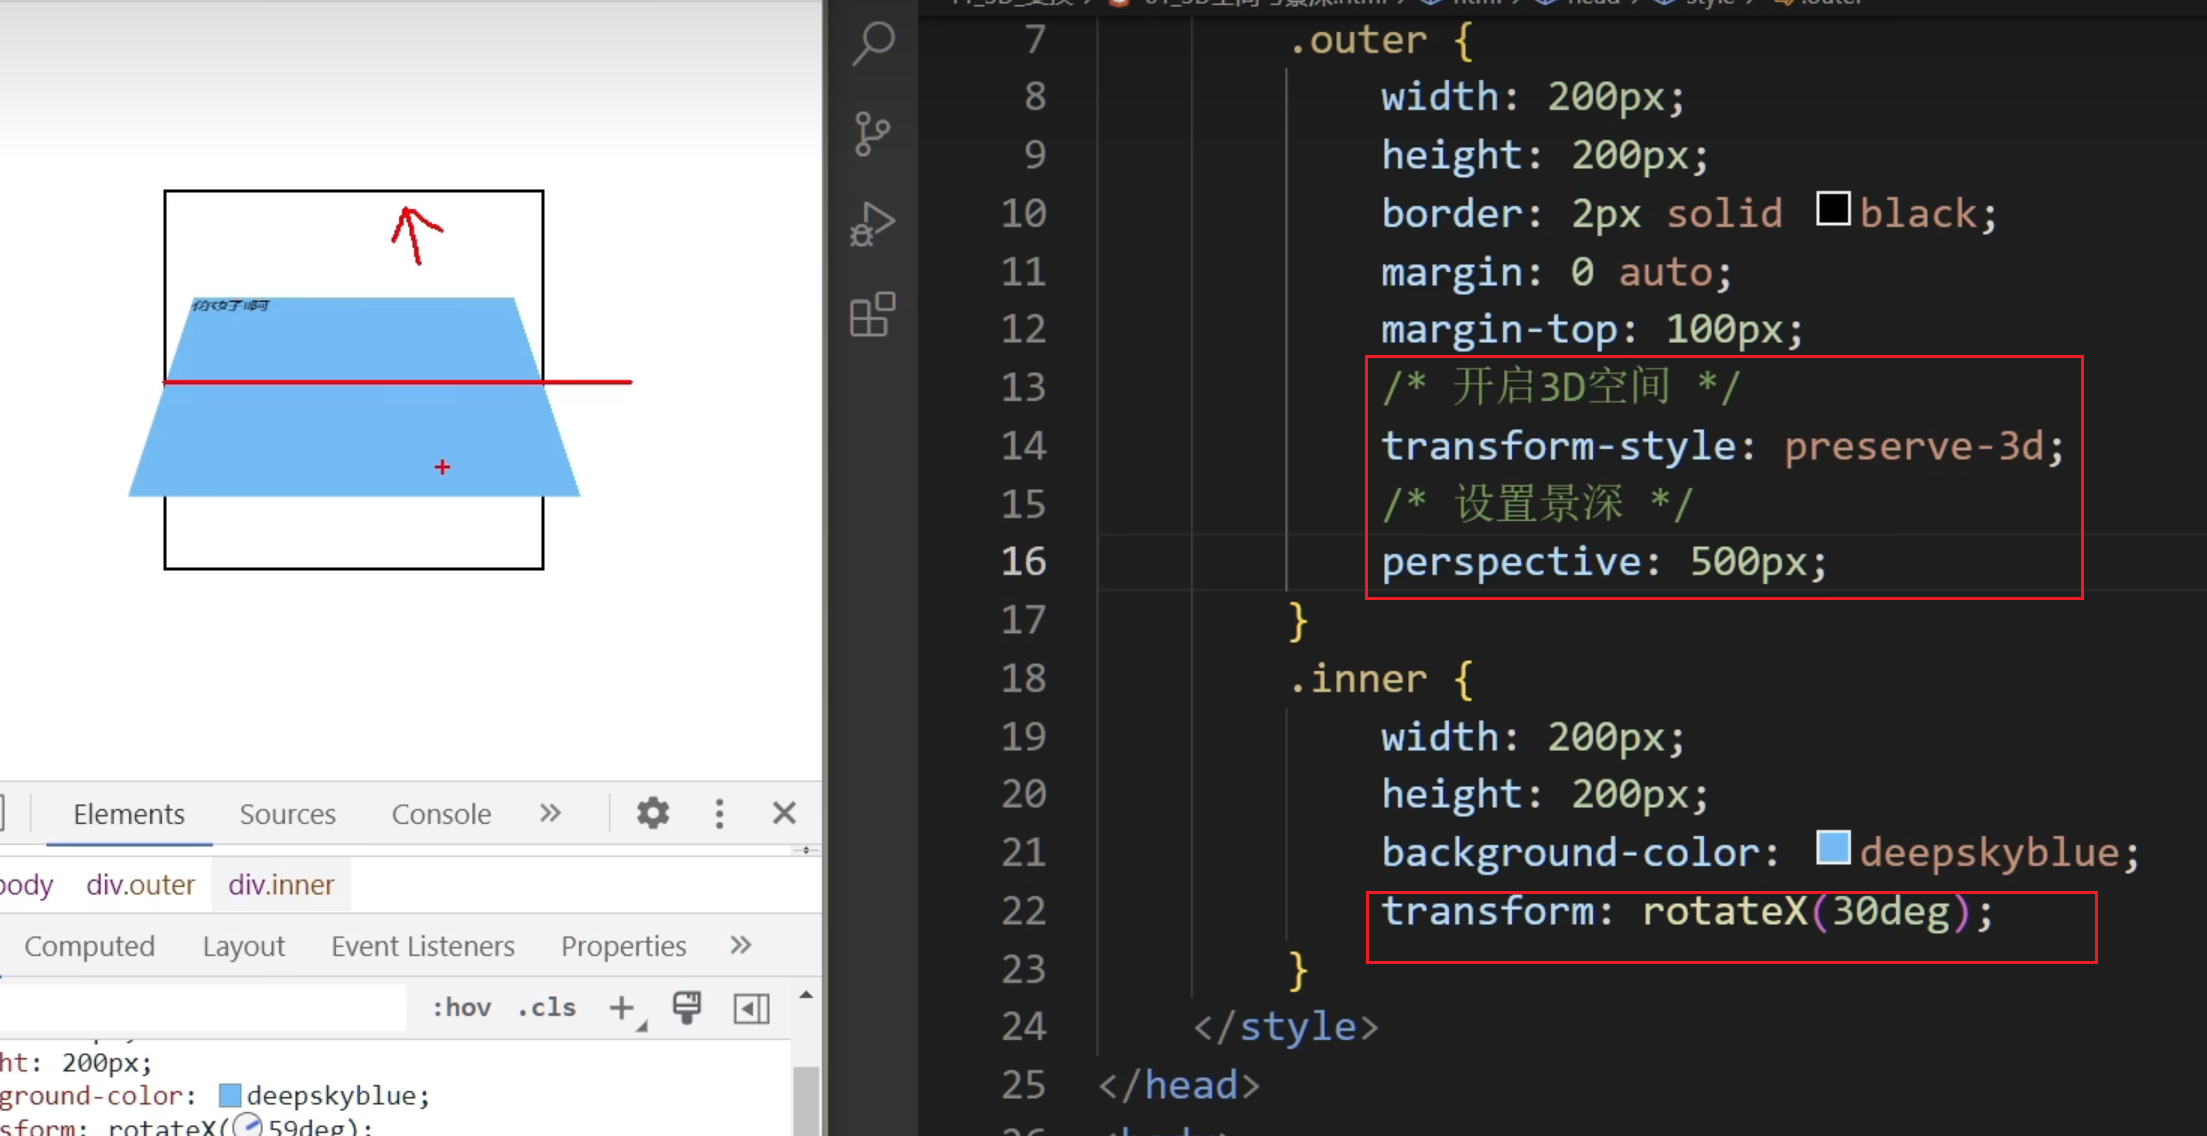 你好啊
Elements Sources Console
body div.outer div.inner
Computed Layout Event Listeners Properties
:hov .cls
ht: 200px;
ground-color: deepskyblue;
sform: rotateX(59deg);
7 .outer {
8 width: 200px;
9 height: 200px;
10 border: 2px solid black;
11 margin: 0 auto;
12 margin-top: 100px;
13 /* 开启3D空间 */
14 transform-style: preserve-3d;
15 /* 设置景深 */
16 perspective: 500px;
17 }
18 .inner {
19 width: 200px;
20 height: 200px;
21 background-color: deepskyblue;
22 transform: rotateX(30deg);
23 }
24 </style>
25 </head>